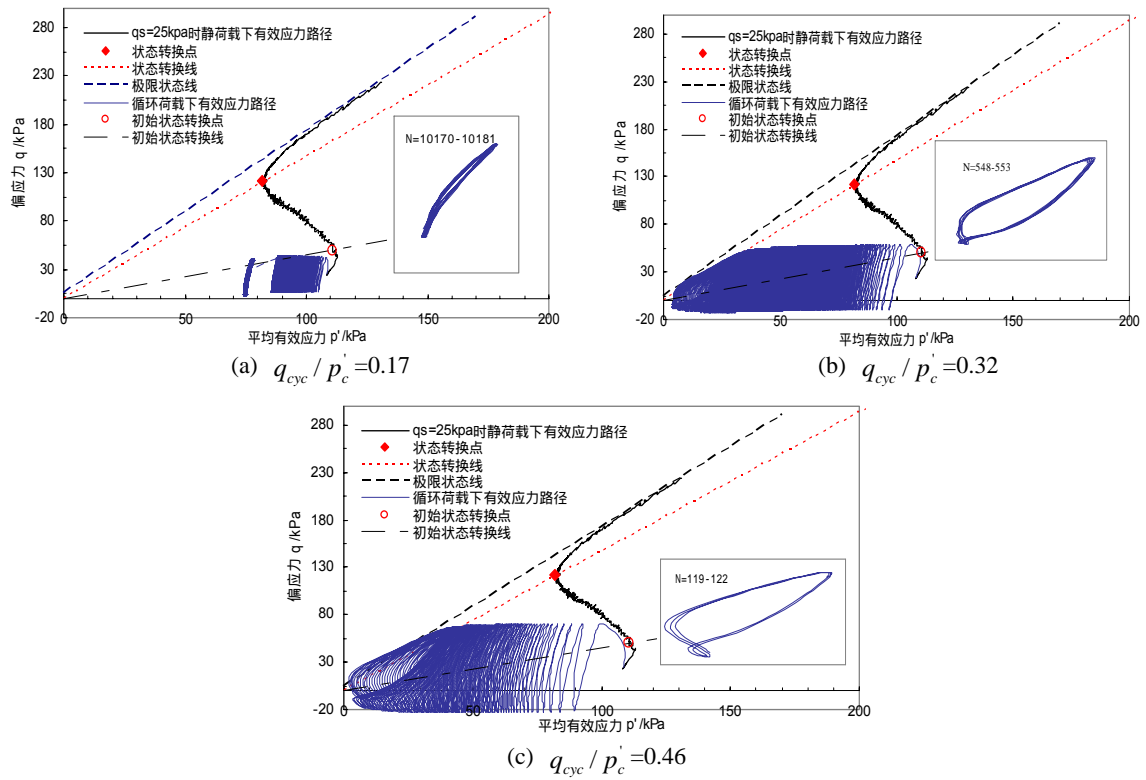 280
230
180
130
80
30
-20
偏应力 q /kPa
qs=25kpa时静荷载下有效应力路径
状态转换点
状态转换线
极限状态线
循环荷载下有效应力路径
初始状态转换点
初始状态转换线
N=10170-10181
0
50
100
150
200
平均有效应力 p' /kPa
(a) q_cyc / p_c' =0.17
280
230
180
130
80
30
-20
偏应力 q /kPa
qs=25kpa时静荷载下有效应力路径
状态转换点
状态转换线
极限状态线
循环荷载下有效应力路径
初始状态转换点
初始状态转换线
N=548-553
0
50
100
150
200
平均有效应力 p' /kPa
(b) q_cyc / p_c' =0.32
280
230
180
130
80
30
-20
偏应力 q /kPa
qs=25kpa时静荷载下有效应力路径
状态转换点
状态转换线
极限状态线
循环荷载下有效应力路径
初始状态转换点
初始状态转换线
N=119-122
0
50
100
150
200
平均有效应力 p' /kPa
(c) q_cyc / p_c' =0.46